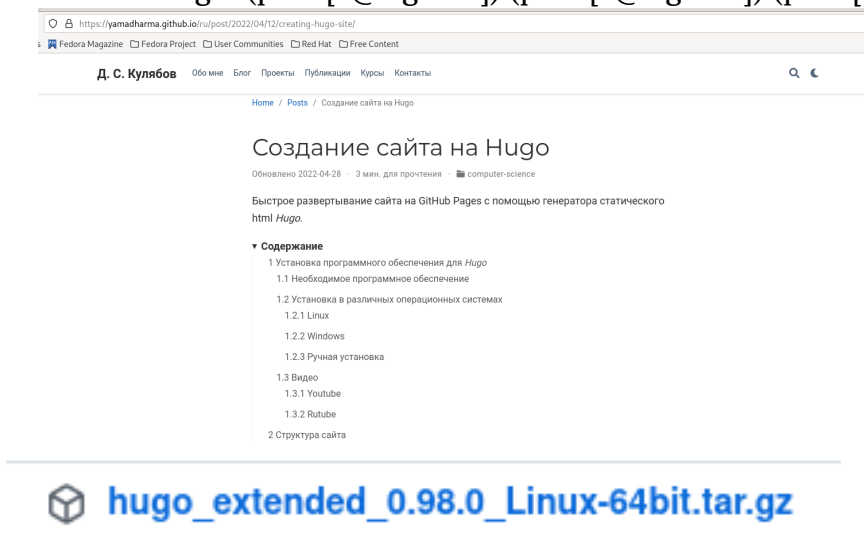 https://yamadharma.github.io/ru/post/2022/04/12/creating-hugo-site/
s Fedora Magazine Fedora Project User Communities Red Hat Free Content
Д. С. Кулябов Обо мне Блог Проекты Публикации Курсы Контакты
Home / Posts / Создание сайта на Hugo
Создание сайта на Hugo
Обновлено 2022-04-28 · 3 мин. для прочтения · computer-science
Быстрое развертывание сайта на GitHub Pages с помощью генератора статического
html Hugo.
▾ Содержание
1 Установка программного обеспечения для Hugo
1.1 Необходимое программное обеспечение
1.2 Установка в различных операционных системах
1.2.1 Linux
1.2.2 Windows
1.2.3 Ручная установка
1.3 Видео
1.3.1 Youtube
1.3.2 Rutube
2 Структура сайта
hugo_extended_0.98.0_Linux-64bit.tar.gz